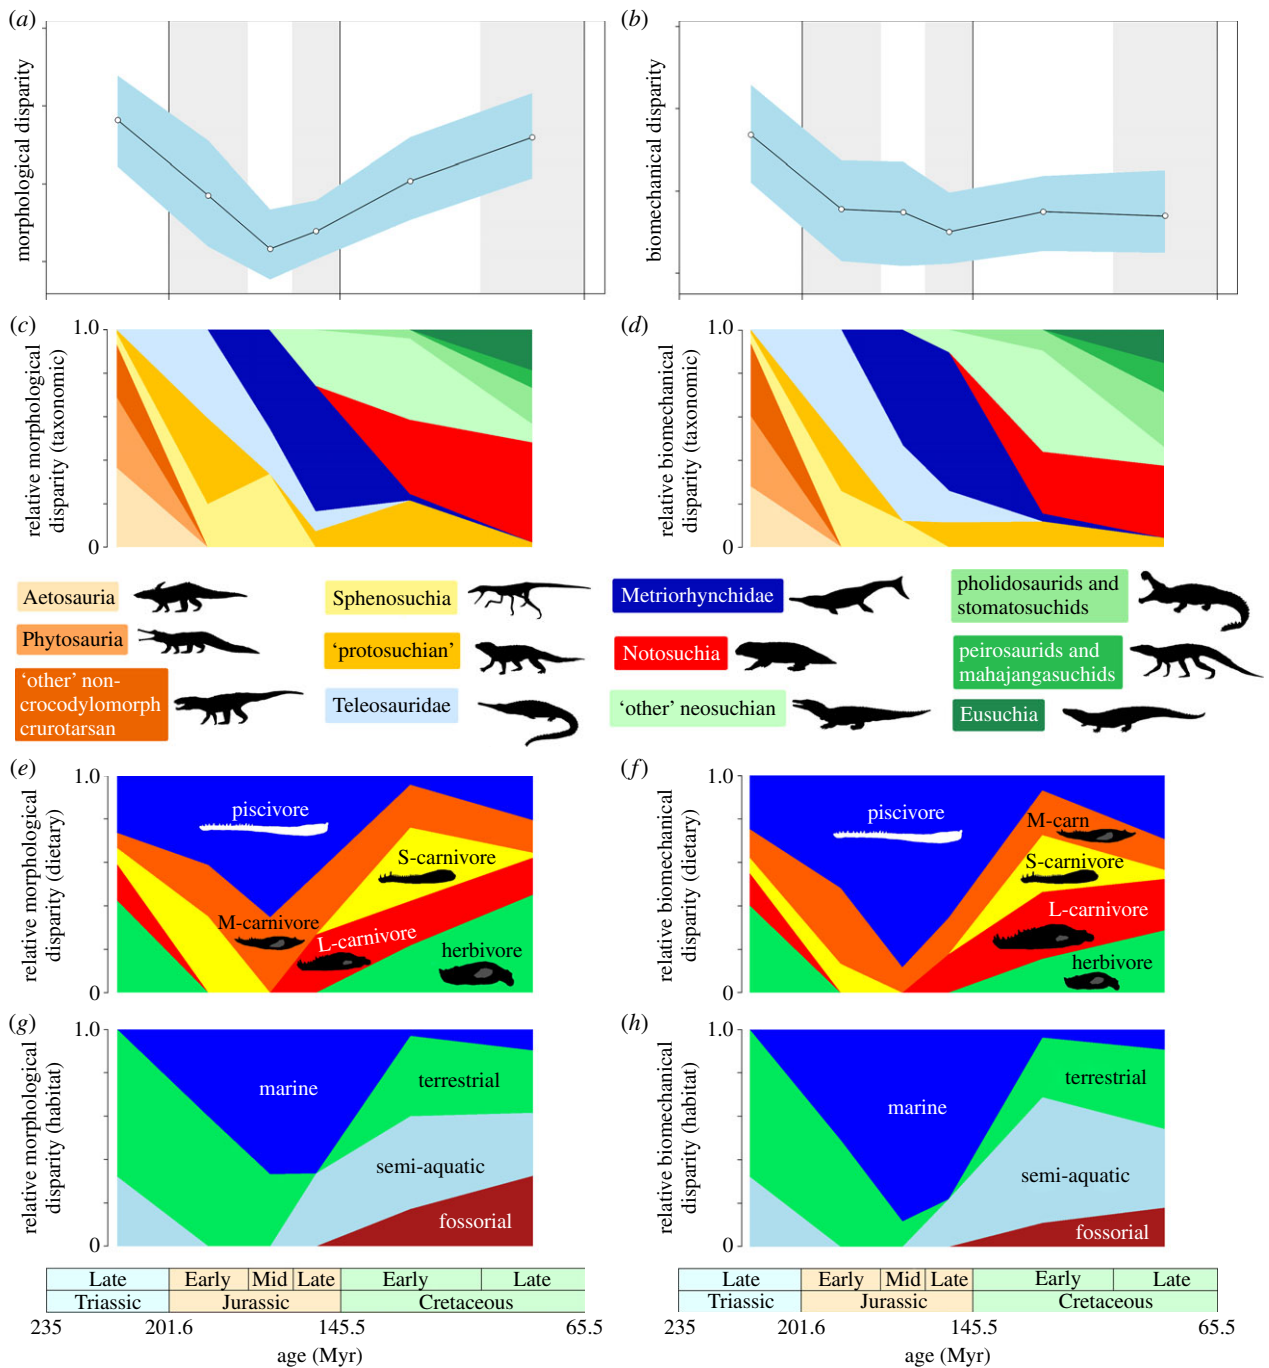 (a)
morphological disparity
(b)
biomechanical disparity
(c)
1.0
0
relative morphological
disparity (taxonomic)
(d)
1.0
0
relative biomechanical
disparity (taxonomic)
Aetosauria
Phytosauria
‘other’ non-
crocodylomorph
crurotarsan
Sphenosuchia
‘protosuchian’
Teleosauridae
Metriorhynchidae
Notosuchia
‘other’ neosuchian
pholidosaurids and
stomatosuchids
peirosaurids and
mahajangasuchids
Eusuchia
(e)
1.0
0
relative morphological
disparity (dietary)
piscivore
S-carnivore
M-carnivore
L-carnivore
herbivore
(f)
1.0
0
relative biomechanical
disparity (dietary)
piscivore
M-carn
S-carnivore
L-carnivore
herbivore
(g)
1.0
0
relative morphological
disparity (habitat)
marine
terrestrial
semi-aquatic
fossorial
(h)
1.0
0
relative biomechanical
disparity (habitat)
marine
terrestrial
semi-aquatic
fossorial
Late Early Mid Late Early Late
Triassic Jurassic Cretaceous
235 201.6 145.5 65.5
age (Myr)
Late Early Mid Late Early Late
Triassic Jurassic Cretaceous
235 201.6 145.5 65.5
age (Myr)